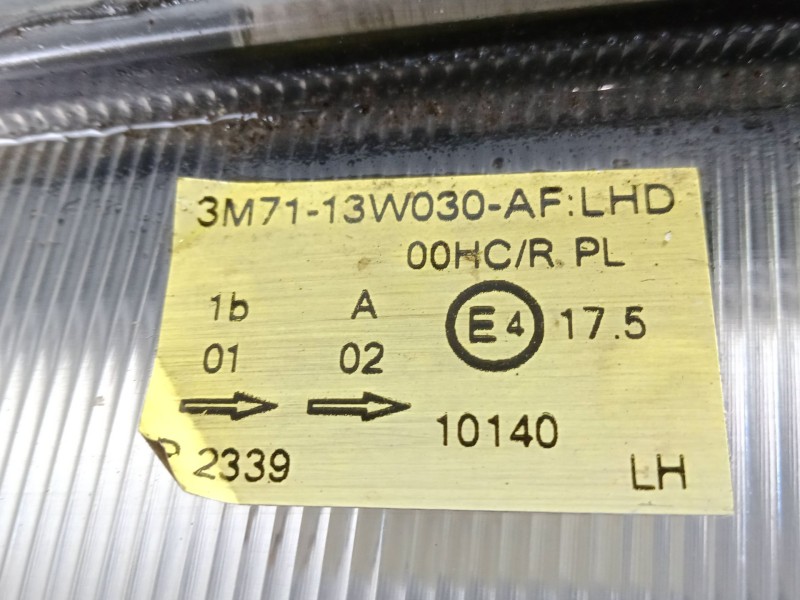 3M71-13W030-AF:LHD
00HC/R PL
1b A E4 17.5
01 02
10140
P 2339
LH